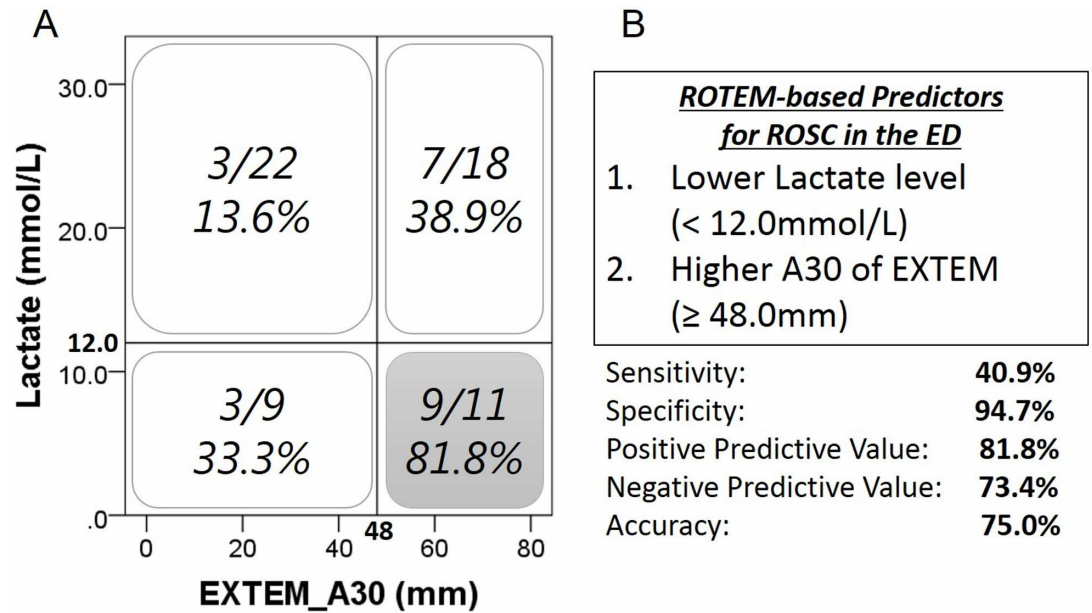 A
B
Lactate (mmol/L)
30.0
20.0
12.0
10.0
.0
3/22
13.6%
7/18
38.9%
3/9
33.3%
9/11
81.8%
0
20
40
48
60
80
EXTEM_A30 (mm)
ROTEM-based Predictors
for ROSC in the ED
1. Lower Lactate level
(< 12.0mmol/L)
2. Higher A30 of EXTEM
(≥ 48.0mm)
Sensitivity: 40.9%
Specificity: 94.7%
Positive Predictive Value: 81.8%
Negative Predictive Value: 73.4%
Accuracy: 75.0%